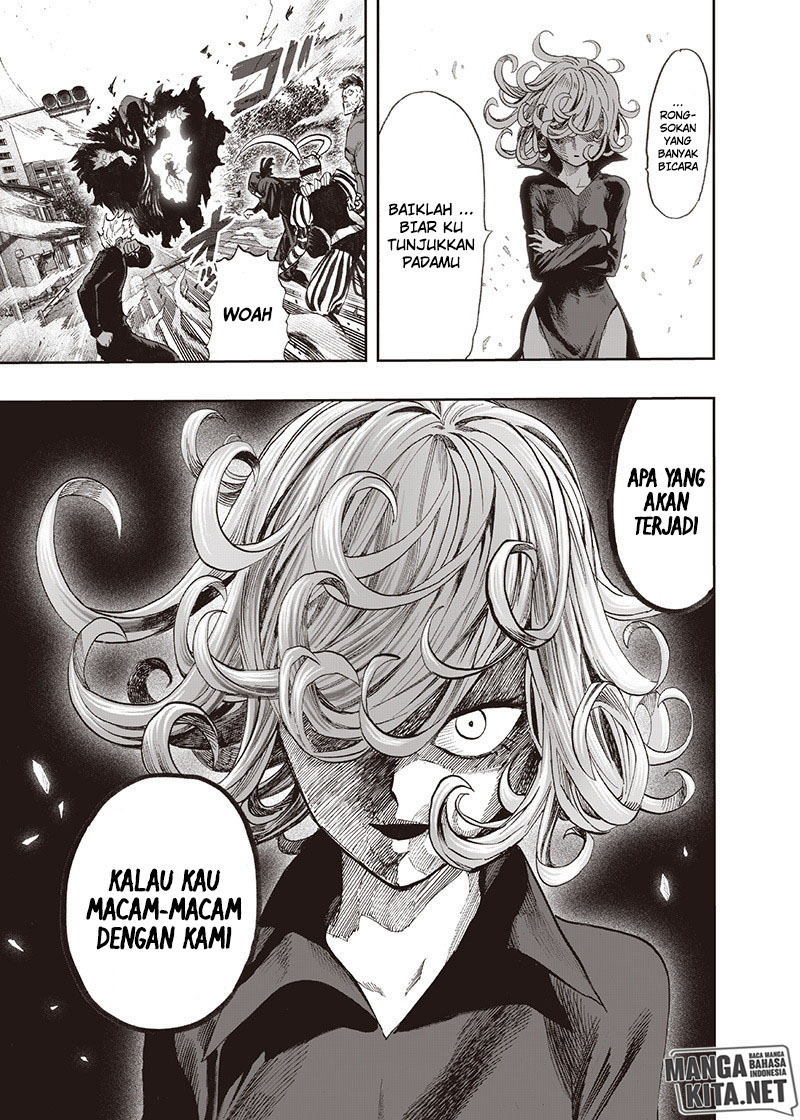 ...
RONG-
SOKAN
YANG
BANYAK
BICARA
BAIKLAH ...
BIAR KU
TUNJUKKAN
PADAMU
ゴ
WOAH
APA YANG
AKAN
TERJADI
KALAU KAU
MACAM-MACAM
DENGAN KAMI
MANGA
KITA.NET
BACA MANGA
BAHASA
INDONESIA